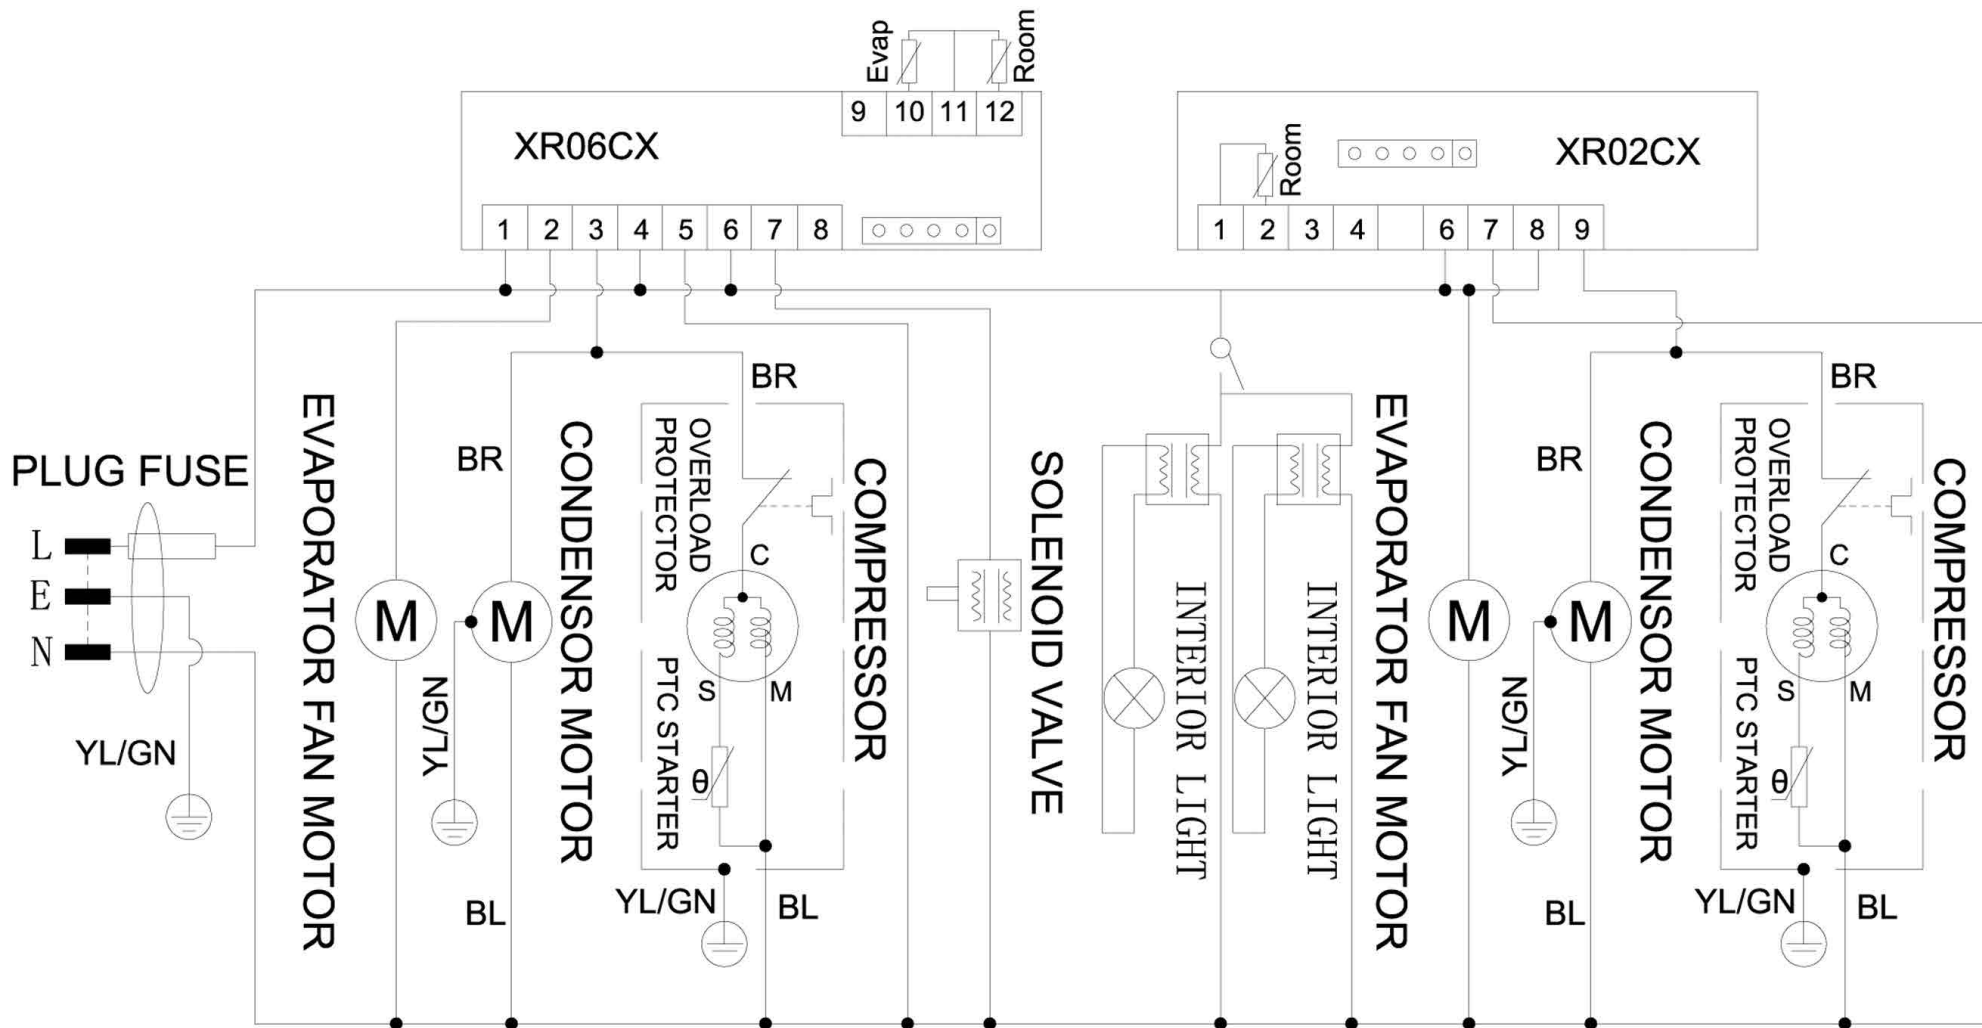 Evap
Room
9 10 11 12
XR06CX
1 2 3 4 5 6 7 8
Room
XR02CX
1 2 3 4 6 7 8 9
PLUG FUSE
L
E
N
YL/GN
EVAPORATOR FAN MOTOR
M
YL/GN
BR
M
BL
CONDENSOR MOTOR
BR
OVERLOAD
PROTECTOR
C
S
M
PTC STARTER
θ
YL/GN
BL
COMPRESSOR
SOLENOID VALVE
INTERIOR LIGHT
INTERIOR LIGHT
EVAPORATOR FAN MOTOR
M
YL/GN
BR
M
BL
CONDENSOR MOTOR
BR
OVERLOAD
PROTECTOR
C
S
M
PTC STARTER
θ
YL/GN
BL
COMPRESSOR